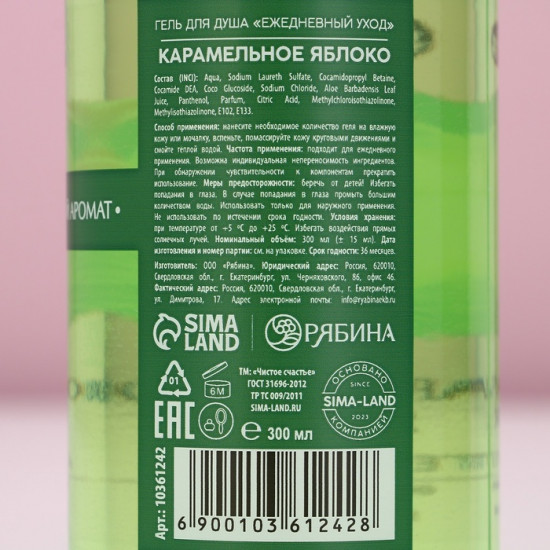 ГЕЛЬ ДЛЯ ДУША «ЕЖЕДНЕВНЫЙ УХОД»
КАРАМЕЛЬНОЕ ЯБЛОКО
Состав (INCI): Aqua, Sodium Laureth Sulfate, Cocamidopropyl Betaine,
Cocamide DEA, Coco Glucoside, Sodium Chloride, Aloe Barbadensis Leaf
Juice, Panthenol, Parfum, Citric Acid, Methylchloroisothiazolinone,
Methylisothiazolinone, E102, E133.
Способ применения: нанесите необходимое количество геля на влажную
кожу или мочалку, вспеньте, помассируйте кожу круговыми движениями и
смойте теплой водой. Частота применения: подходит для ежедневного
применения. Возможна индивидуальная непереносимость ингредиентов.
При обнаружении чувствительности к компонентам прекратить
использование. Меры предосторожности: беречь от детей! Избегать
попадания в глаза. В случае попадания в глаза промыть большим
количеством воды. Использовать только для наружного применения.
Не использовать по истечении срока годности. Условия хранения:
при температуре от +5 °C до +25 °C. Избегать воздействия прямых
солнечных лучей. Номинальный объём: 300 мл (± 15 мл). Дата
изготовления и номер партии: см. на упаковке. Срок годности: 36 месяцев.
Изготовитель: ООО «Рябина». Юридический адрес: Россия, 620010,
Свердловская обл., г. Екатеринбург, ул. Черняховского, 86, офис 46.
Фактический адрес: Россия, 620010, Свердловская обл., г. Екатеринбург,
ул. Димитрова, 17. Адрес электронной почты: info@ryabinaekb.ru
АРОМАТ •
SIMA
LAND
РЯБИНА
01
6M
ТМ: «Чистое счастье»
ГОСТ 31696-2012
ТР ТС 009/2011
SIMA-LAND.RU
ОСНОВАНО
SINCE
SIMA-LAND
2023
КОМПАНИЕЙ
EAC
℮ 300 мл
Арт.: 10361242
6 900103 612428